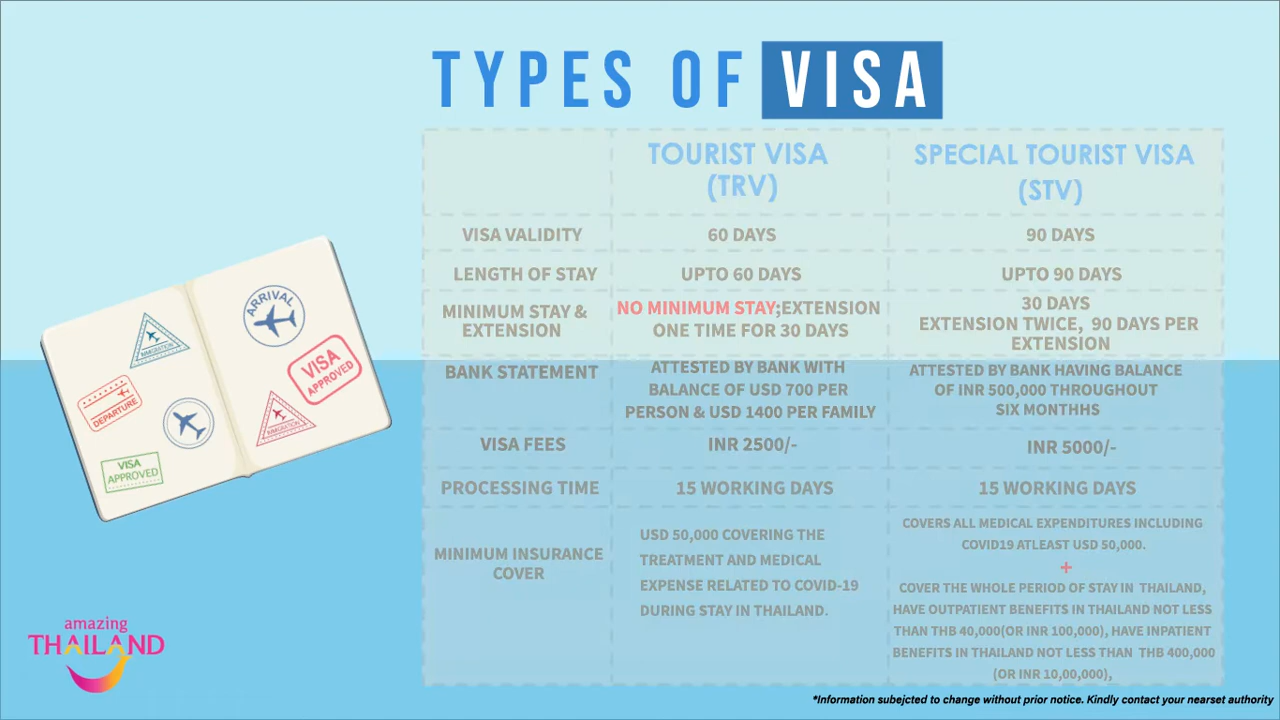 TYPES OF VISA
TOURIST VISA
(TRV)
SPECIAL TOURIST VISA
(STV)
VISA VALIDITY
60 DAYS
90 DAYS
LENGTH OF STAY
UPTO 60 DAYS
UPTO 90 DAYS
MINIMUM STAY &
EXTENSION
NO MINIMUM STAY;EXTENSION
ONE TIME FOR 30 DAYS
30 DAYS
EXTENSION TWICE, 90 DAYS PER
EXTENSION
BANK STATEMENT
ATTESTED BY BANK WITH
BALANCE OF USD 700 PER
PERSON & USD 1400 PER FAMILY
ATTESTED BY BANK HAVING BALANCE
OF INR 500,000 THROUGHOUT
SIX MONTHHS
VISA FEES
INR 2500/-
INR 5000/-
PROCESSING TIME
15 WORKING DAYS
15 WORKING DAYS
MINIMUM INSURANCE
COVER
USD 50,000 COVERING THE
TREATMENT AND MEDICAL
EXPENSE RELATED TO COVID-19
DURING STAY IN THAILAND.
COVERS ALL MEDICAL EXPENDITURES INCLUDING
COVID19 ATLEAST USD 50,000.
+
COVER THE WHOLE PERIOD OF STAY IN THAILAND,
HAVE OUTPATIENT BENEFITS IN THAILAND NOT LESS
THAN THB 40,000(OR INR 100,000), HAVE INPATIENT
BENEFITS IN THAILAND NOT LESS THAN THB 400,000
(OR INR 10,00,000),
IMMIGRATION
ARRIVAL
DEPARTURE
VISA
APPROVED
IMMIGRATION
VISA
APPROVED
amazing
THAILAND
*Information subejcted to change without prior notice. Kindly contact your nearset authority